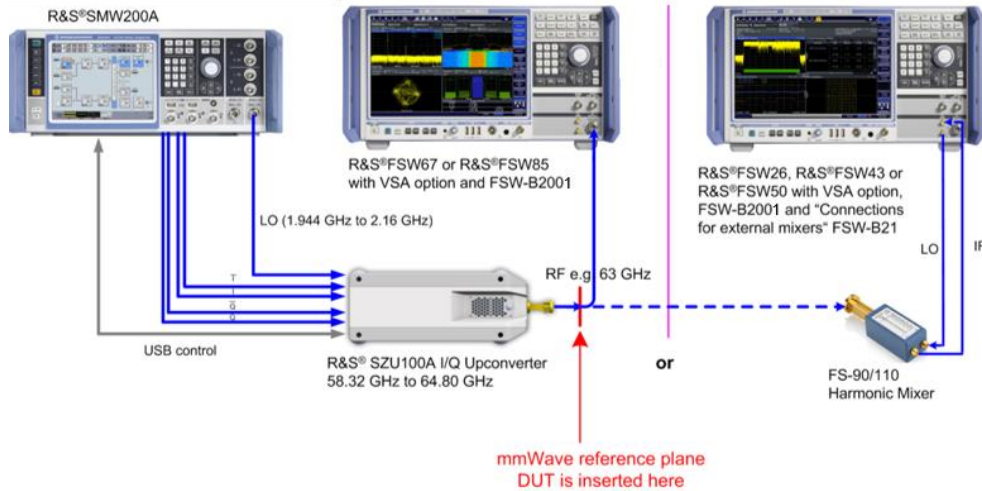 R&S®SMW200A
R&S®FSW67 or R&S®FSW85
with VSA option and FSW-B2001
R&S®FSW26, R&S®FSW43 or
R&S®FSW50 with VSA option,
FSW-B2001 and “Connections
for external mixers“ FSW-B21
LO (1.944 GHz to 2.16 GHz)
LO
IF
RF e.g. 63 GHz
USB control
R&S® SZU100A I/Q Upconverter
58.32 GHz to 64.80 GHz
or
FS-90/110
Harmonic Mixer
mmWave reference plane
DUT is inserted here